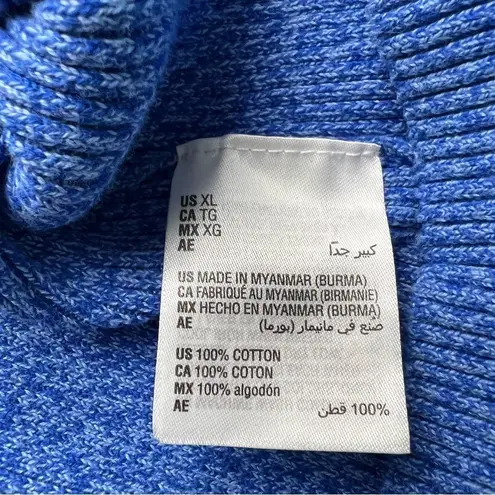 US XL
CA TG
MX XG
AE كبير جدًا
US MADE IN MYANMAR (BURMA)
CA FABRIQUÉ AU MYANMAR (BIRMANIE)
MX HECHO EN MYANMAR (BURMA)
AE صنع في مانيمار (بورما)
US 100% COTTON
CA 100% COTON
MX 100% algodón
AE 100% قطن